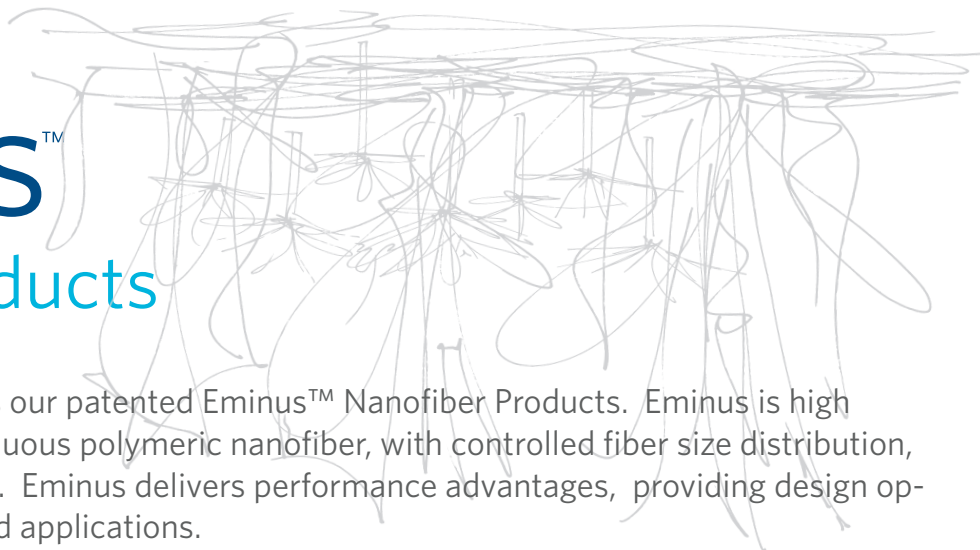 S™
ducts
our patented Eminus™ Nanofiber Products. Eminus is high
uous polymeric nanofiber, with controlled fiber size distribution,
. Eminus delivers performance advantages, providing design op-
d applications.